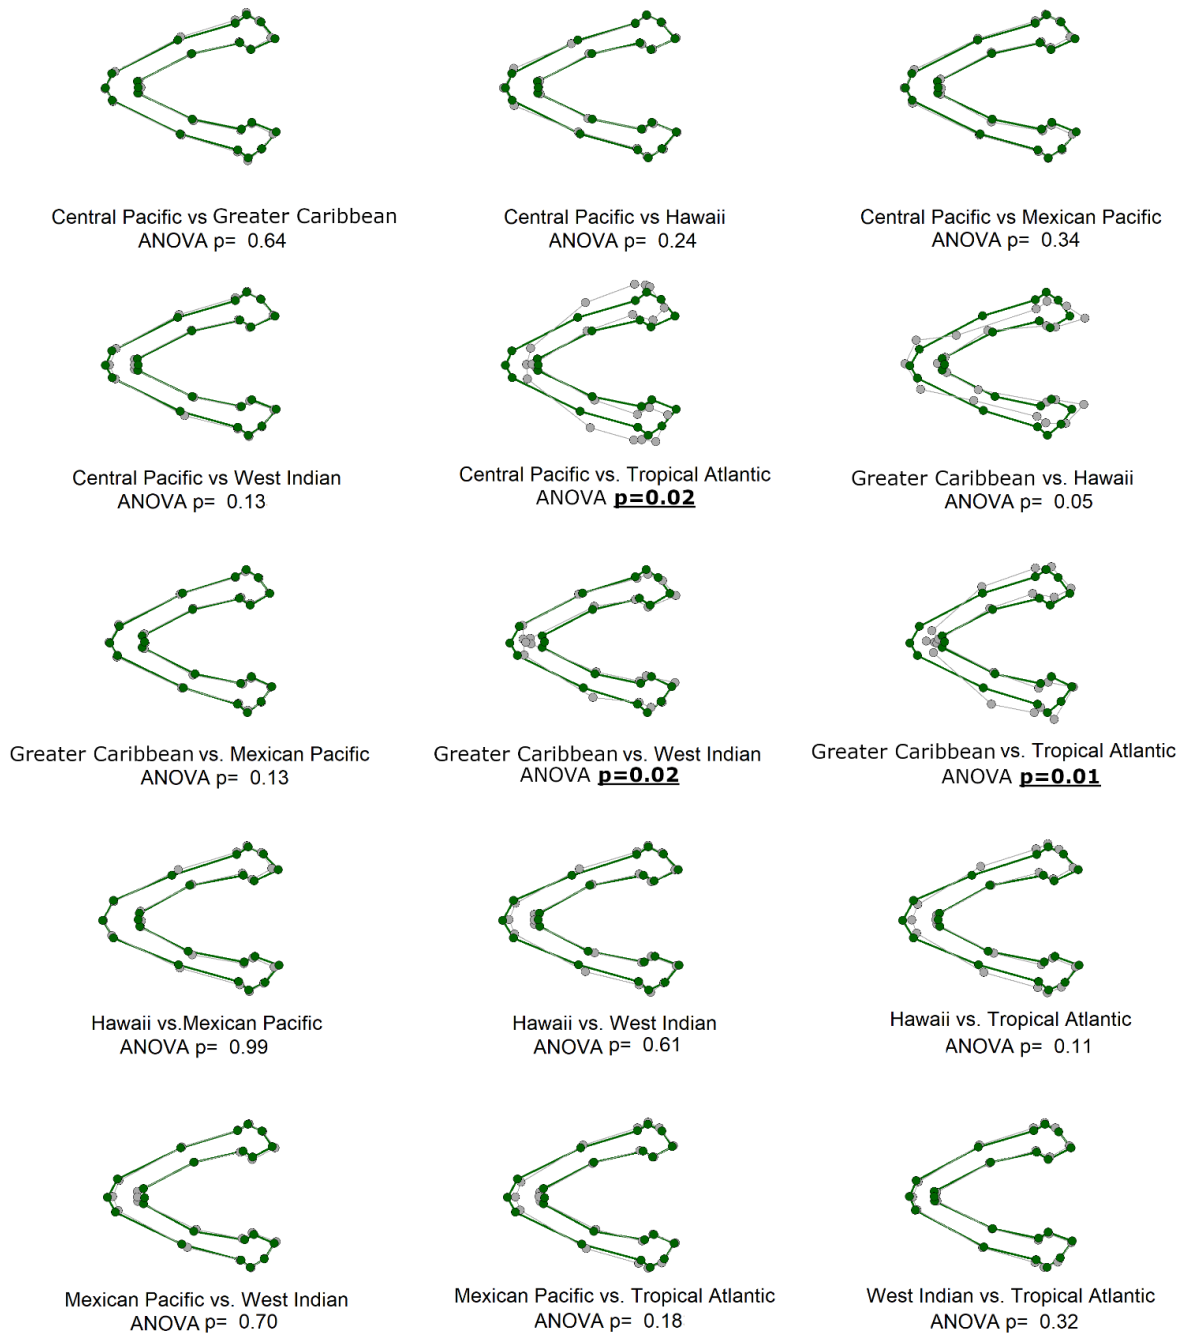 Central Pacific vs Greater Caribbean
ANOVA p= 0.64
Central Pacific vs Hawaii
ANOVA p= 0.24
Central Pacific vs Mexican Pacific
ANOVA p= 0.34
Central Pacific vs West Indian
ANOVA p= 0.13
Central Pacific vs. Tropical Atlantic
ANOVA p=0.02
Greater Caribbean vs. Hawaii
ANOVA p= 0.05
Greater Caribbean vs. Mexican Pacific
ANOVA p= 0.13
Greater Caribbean vs. West Indian
ANOVA p=0.02
Greater Caribbean vs. Tropical Atlantic
ANOVA p=0.01
Hawaii vs.Mexican Pacific
ANOVA p= 0.99
Hawaii vs. West Indian
ANOVA p= 0.61
Hawaii vs. Tropical Atlantic
ANOVA p= 0.11
Mexican Pacific vs. West Indian
ANOVA p= 0.70
Mexican Pacific vs. Tropical Atlantic
ANOVA p= 0.18
West Indian vs. Tropical Atlantic
ANOVA p= 0.32